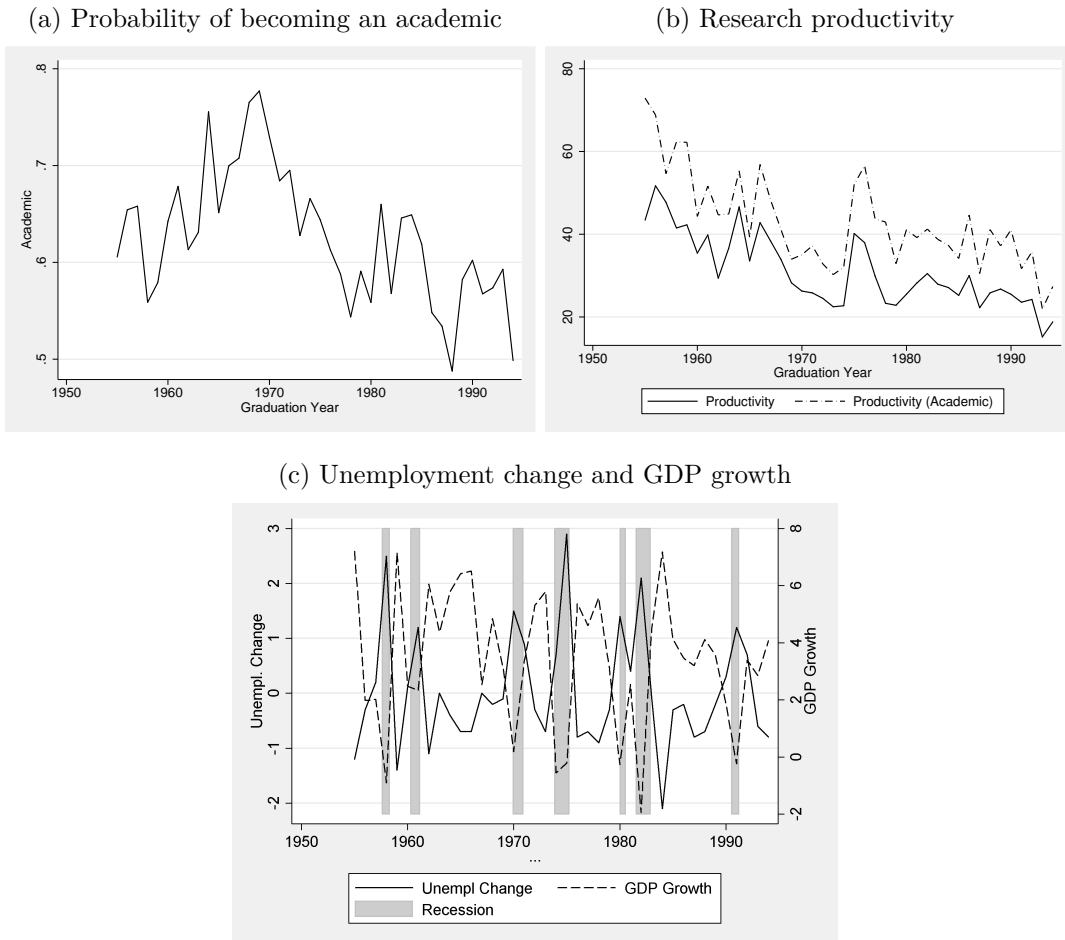 (a) Probability of becoming an academic
.8
.7
.6
.5
Academic
1950 1960 1970 1980 1990
Graduation Year
(b) Research productivity
80
60
40
20
1950 1960 1970 1980 1990
Graduation Year
Productivity Productivity (Academic)
(c) Unemployment change and GDP growth
3
2
1
0
-1
-2
Unempl. Change
8
6
4
2
0
-2
GDP Growth
1950 1960 1970 1980 1990
...
Unempl Change GDP Growth
Recession